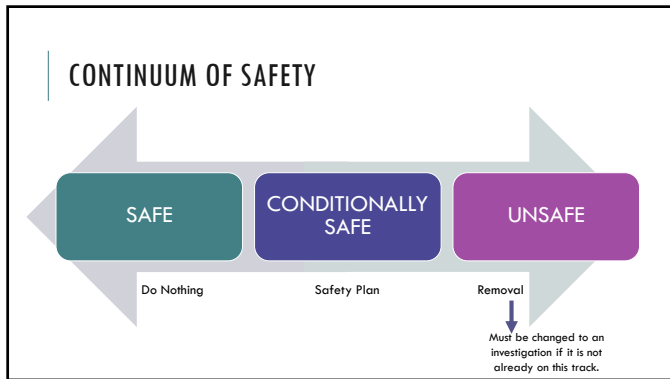 CONTINUUM OF SAFETY
SAFE
CONDITIONALLY
SAFE
UNSAFE
Do Nothing
Safety Plan
Removal
Must be changed to an
investigation if it is not
already on this track.